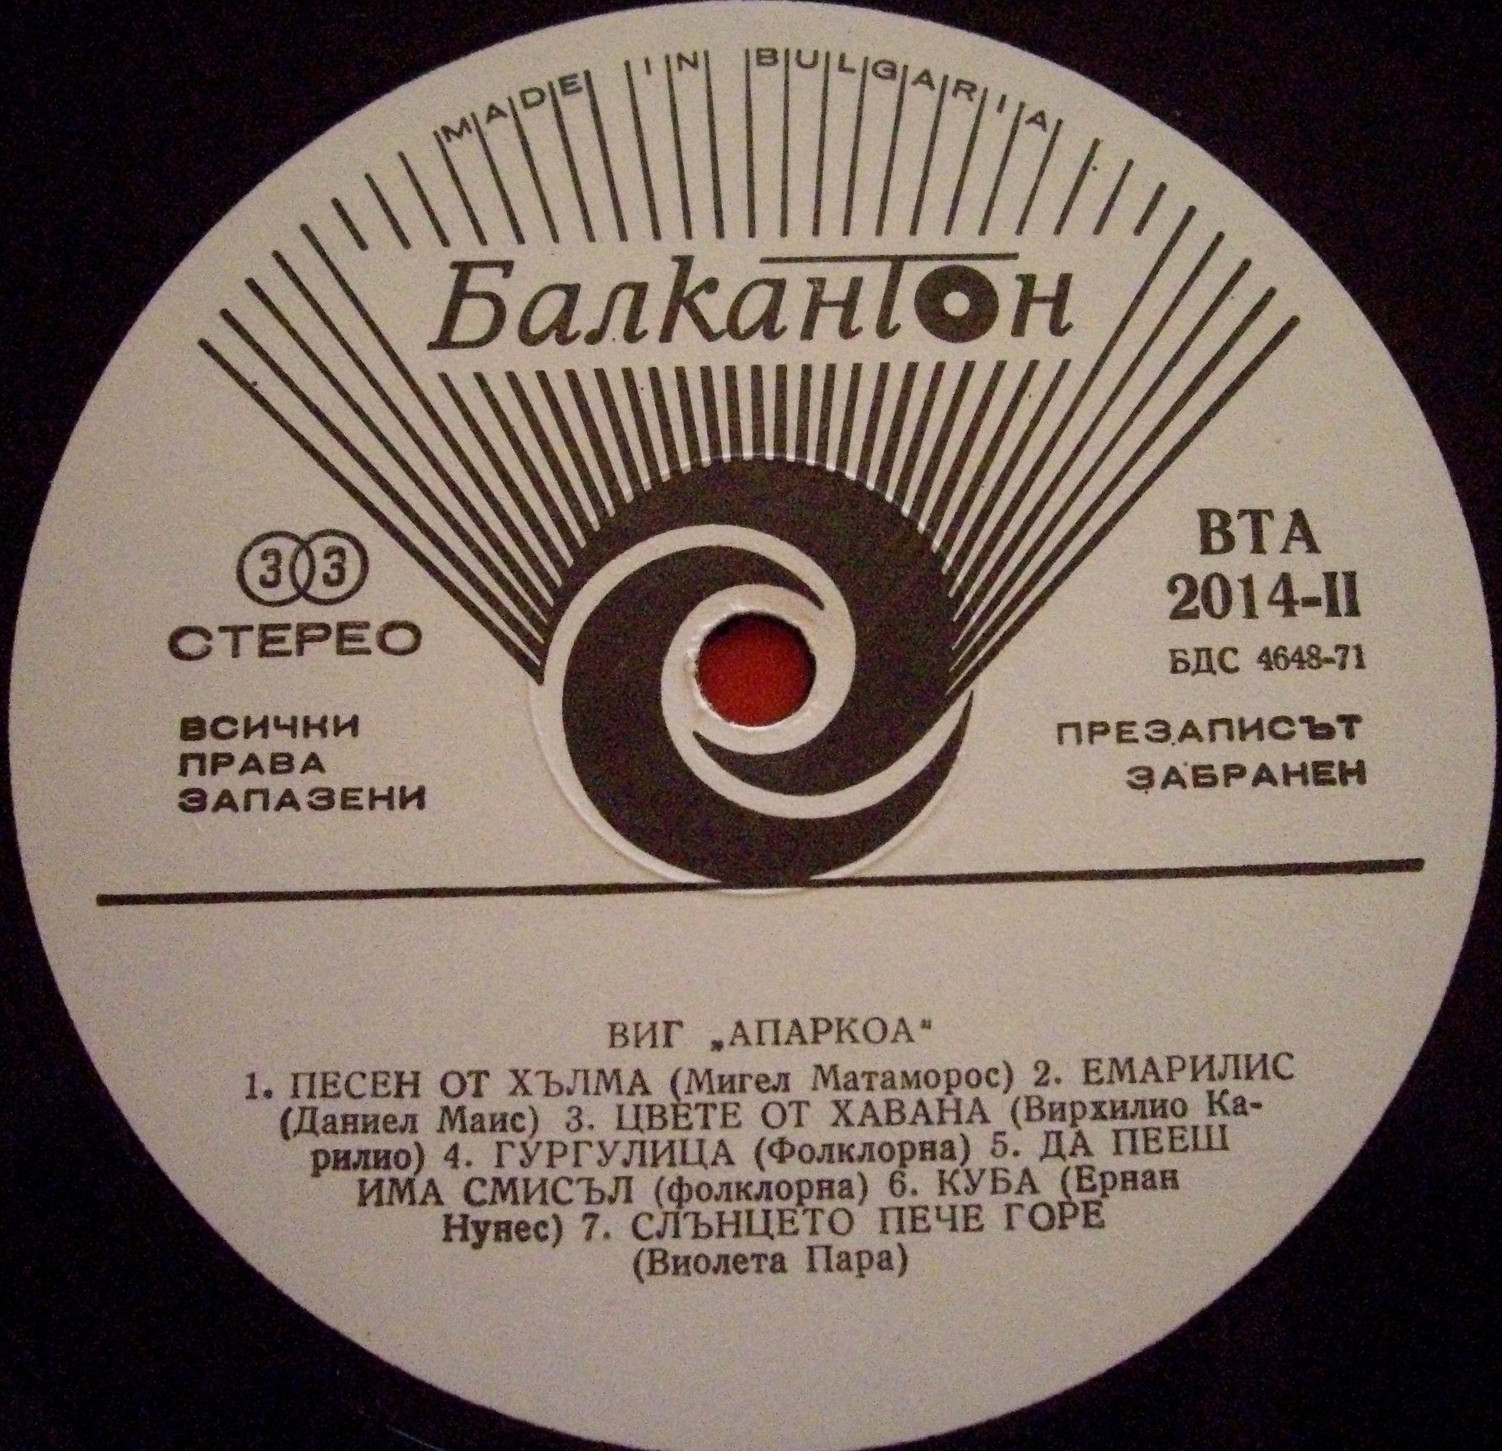 MADE IN BULGARIA
Балкантон
33
СТЕРЕО
ВСИЧКИ
ПРАВА
ЗАПАЗЕНИ
ВТА
2014-II
БДС 4648-71
ПРЕЗАПИСЪТ
ЗАБРАНЕН
ВИГ „АПАРКОА“
1. ПЕСЕН ОТ ХЪЛМА (Мигел Матаморос) 2. ЕМАРИЛИС
(Даниел Маис) 3. ЦВЕТЕ ОТ ХАВАНА (Вирхилио Ка-
рилио) 4. ГУРГУЛИЦА (Фолклорна) 5. ДА ПЕЕШ
ИМА СМИСЪЛ (фолклорна) 6. КУБА (Ернан
Нунес) 7. СЛЪНЦЕТО ПЕЧЕ ГОРЕ
(Виолета Пара)